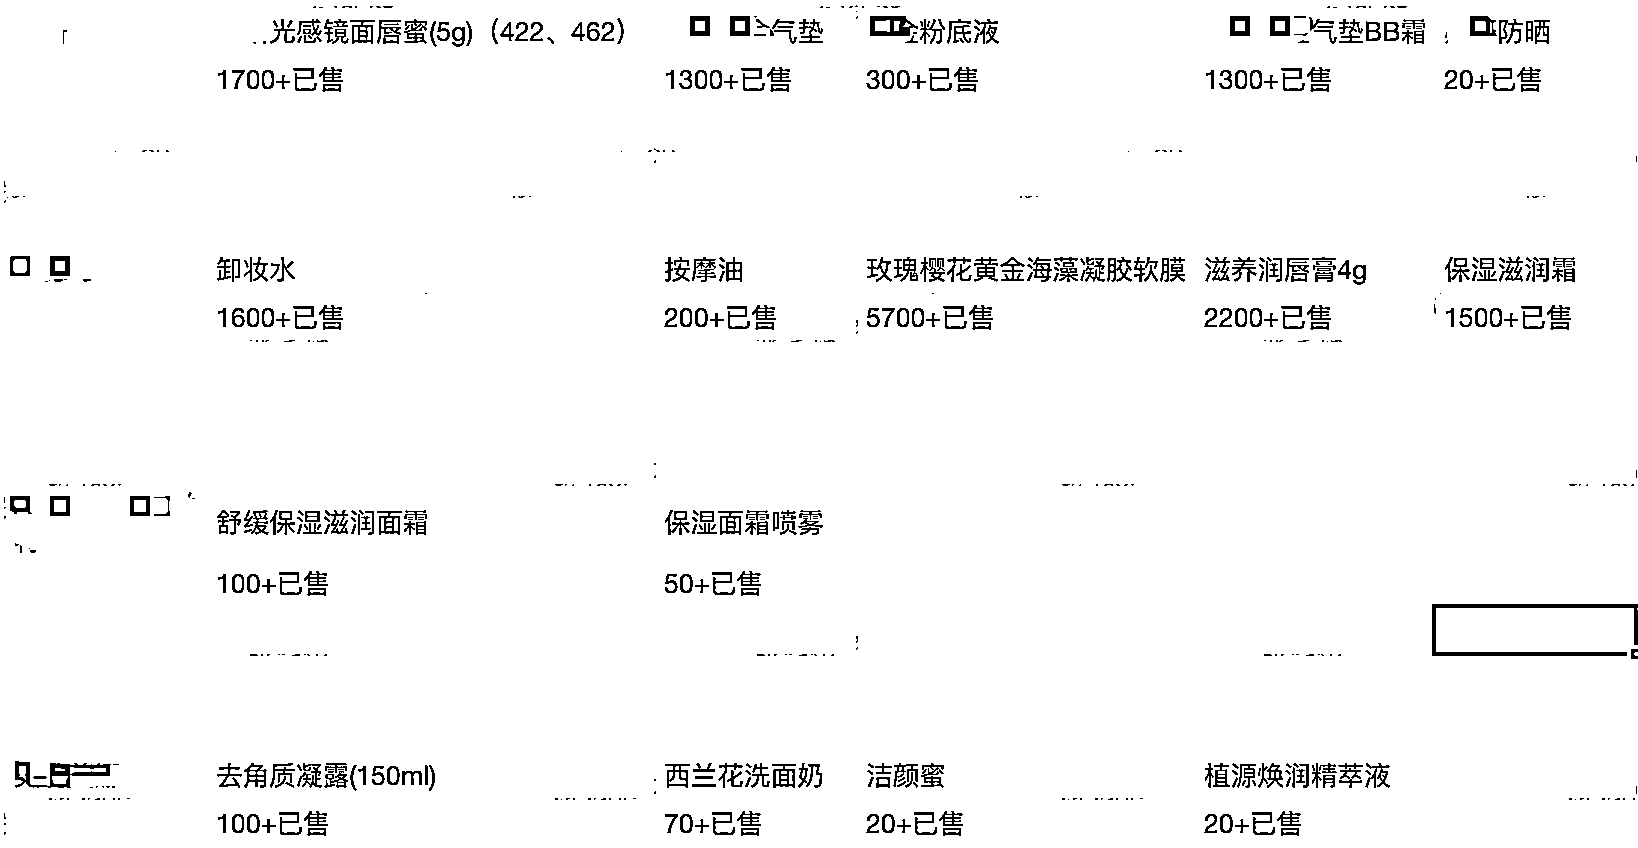 光感镜面唇蜜(5g)（422、462） 气垫 粉底液 气垫BB霜 防晒
1700+已售 1300+已售 300+已售 1300+已售 20+已售
卸妆水 按摩油 玫瑰樱花黄金海藻凝胶软膜 滋养润唇膏4g 保湿滋润霜
1600+已售 200+已售 5700+已售 2200+已售 1500+已售
舒缓保湿滋润面霜 保湿面霜喷雾
100+已售 50+已售
去角质凝露(150ml) 西兰花洗面奶 洁颜蜜 植源焕润精萃液
100+已售 70+已售 20+已售 20+已售